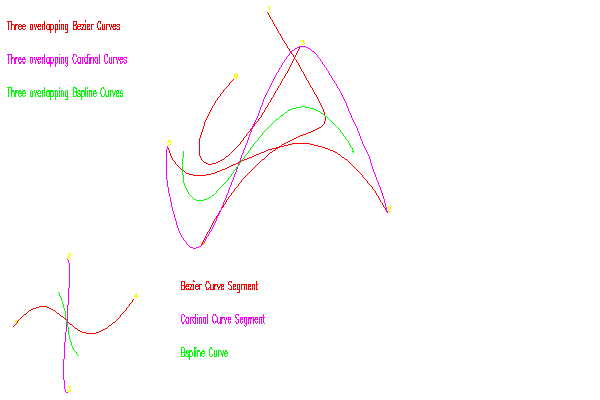 Three overlapping Bezier Curves
Three overlapping Cardinal Curves
Three overlapping Bspline Curves
Bezier Curve Segment
Cardinal Curve Segment
Bspline Curve